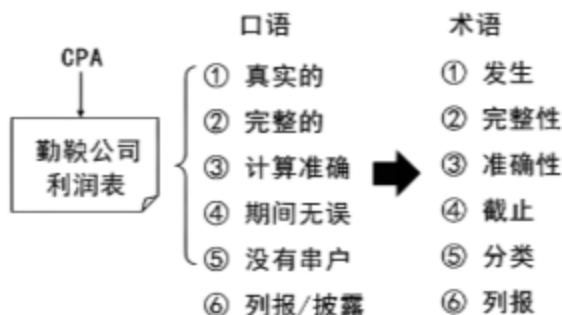 口语 术语
CPA
① 真实的 ① 发生
② 完整的 ② 完整性
勤鞅公司
利润表
③ 计算准确 ③ 准确性
④ 期间无误 ④ 截止
⑤ 没有串户 ⑤ 分类
⑥ 列报/披露 ⑥ 列报